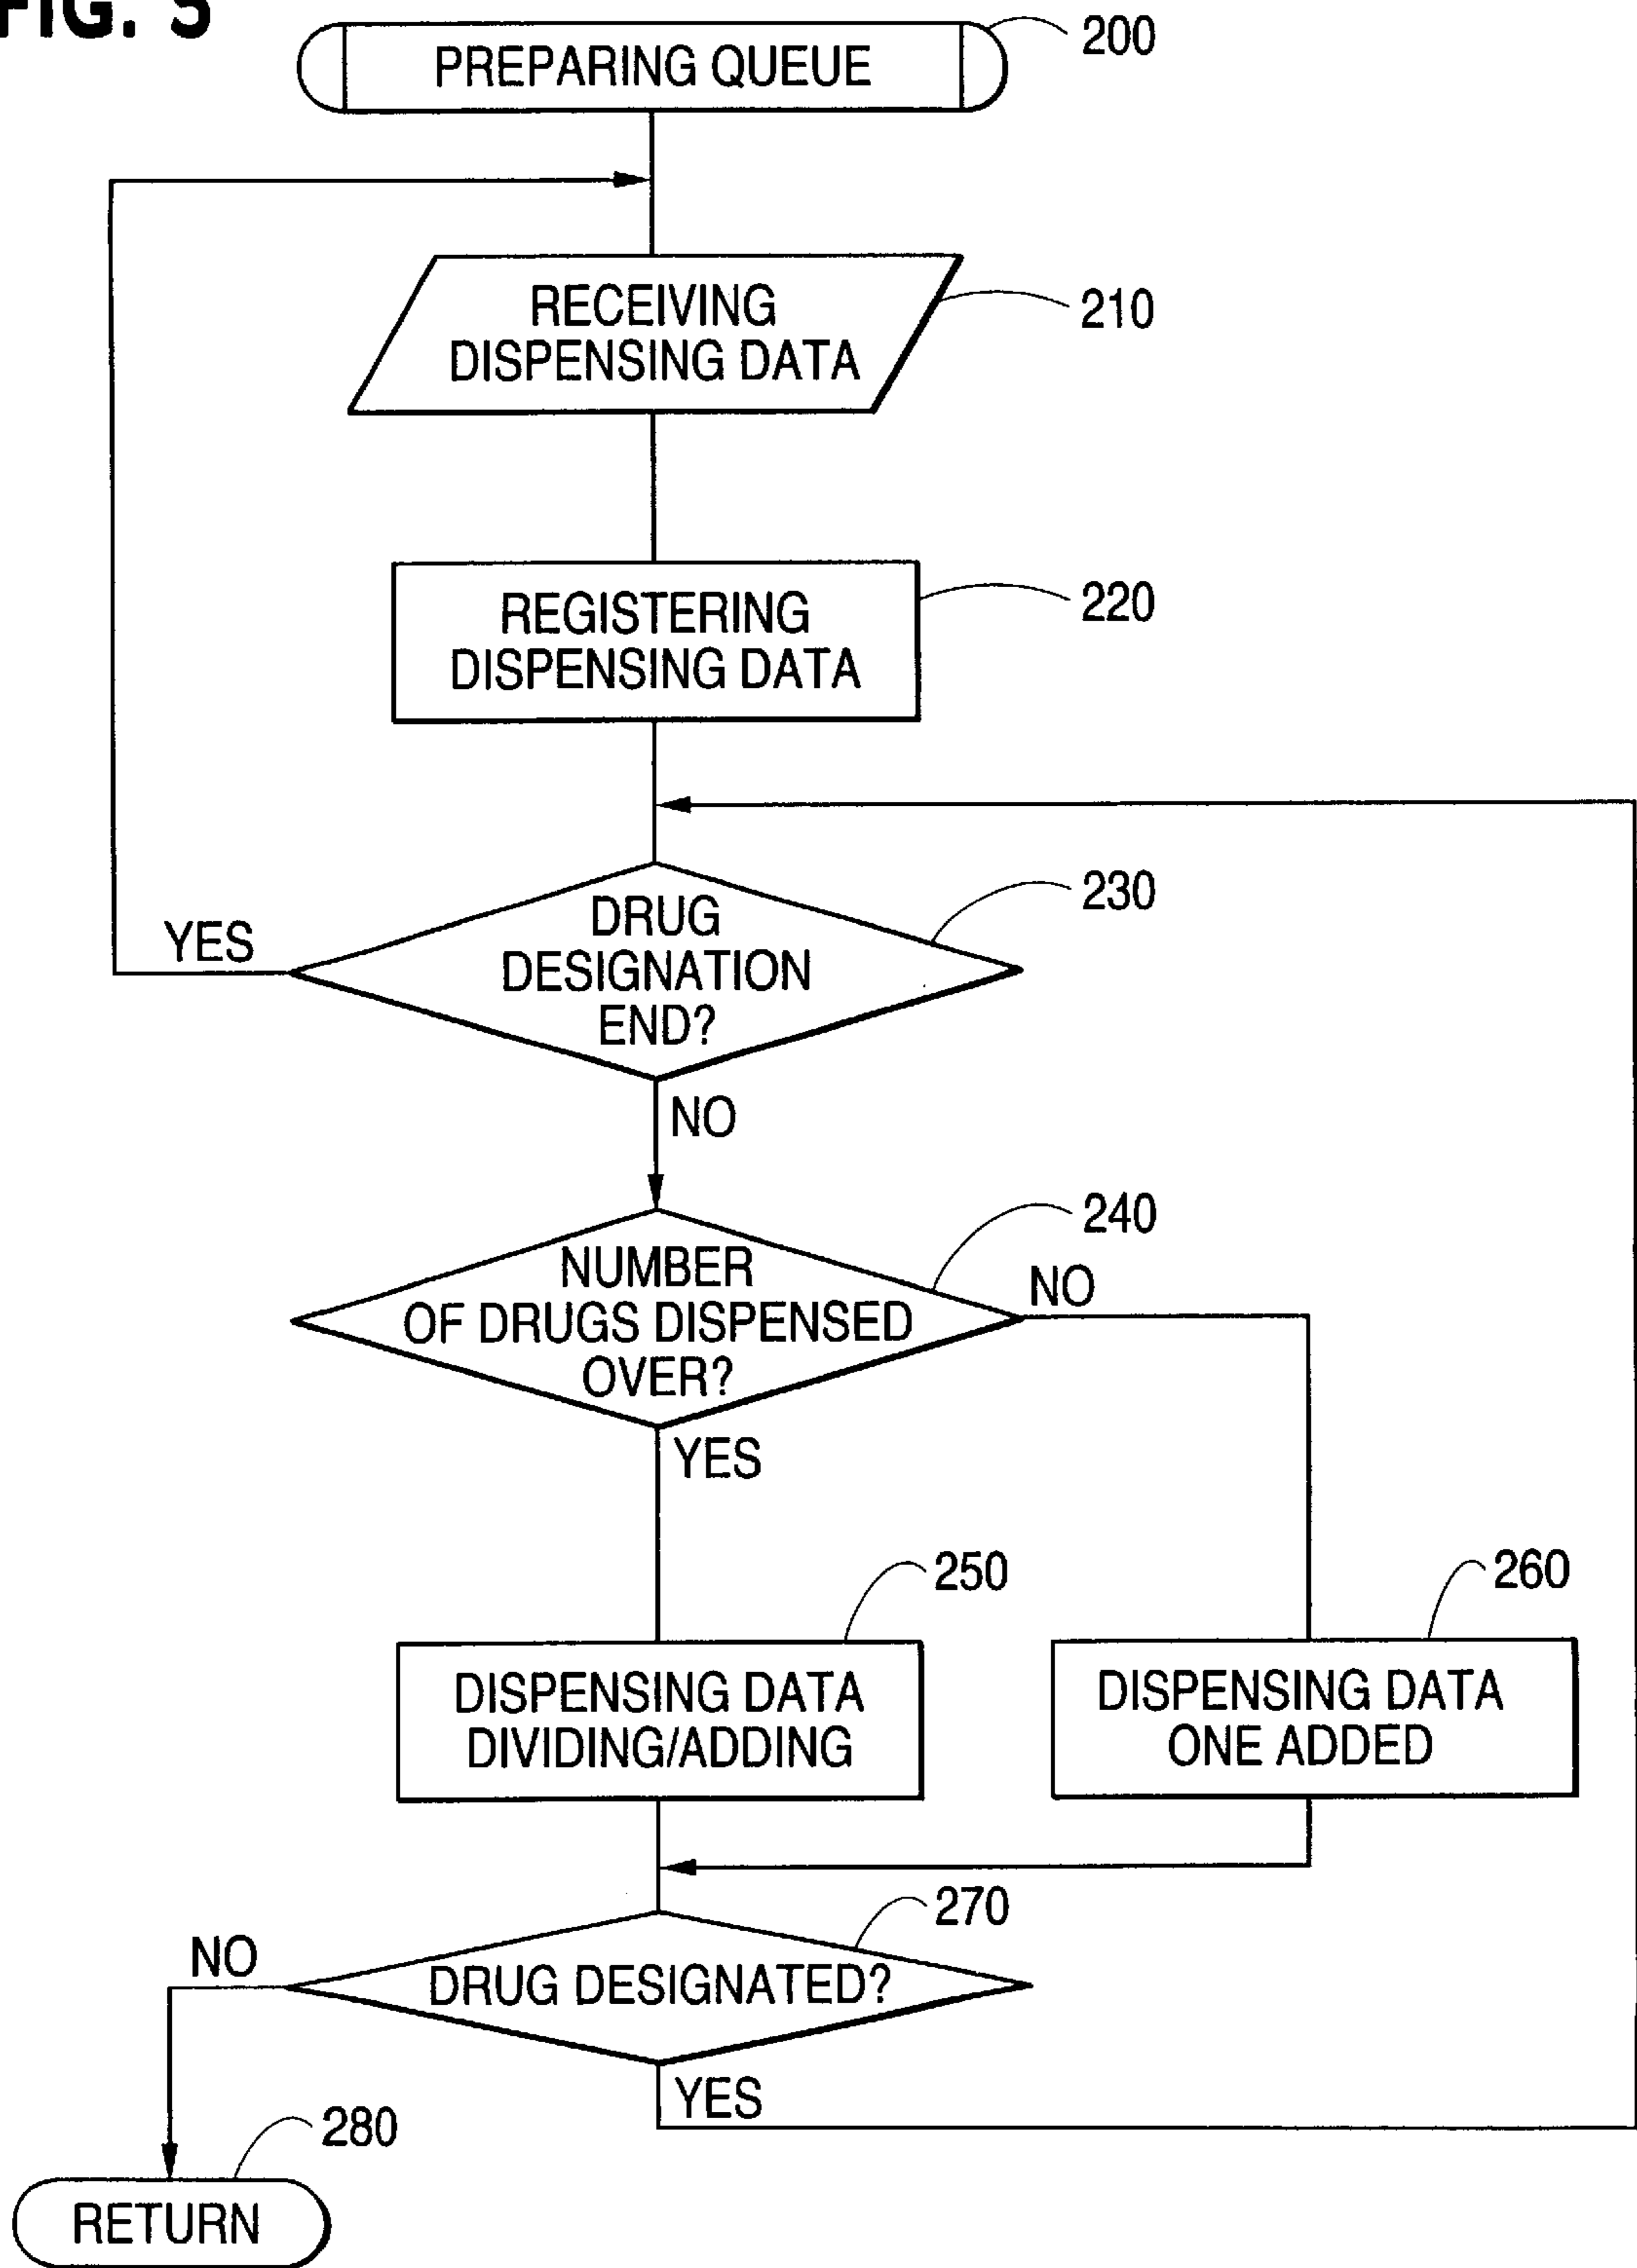 FIG. 5
PREPARING QUEUE
200
RECEIVING
DISPENSING DATA
210
REGISTERING
DISPENSING DATA
220
YES
DRUG
DESIGNATION
END?
230
NO
NUMBER
OF DRUGS DISPENSED
OVER?
240
NO
YES
DISPENSING DATA
DIVIDING/ADDING
250
DISPENSING DATA
ONE ADDED
260
NO
DRUG DESIGNATED?
270
YES
RETURN
280